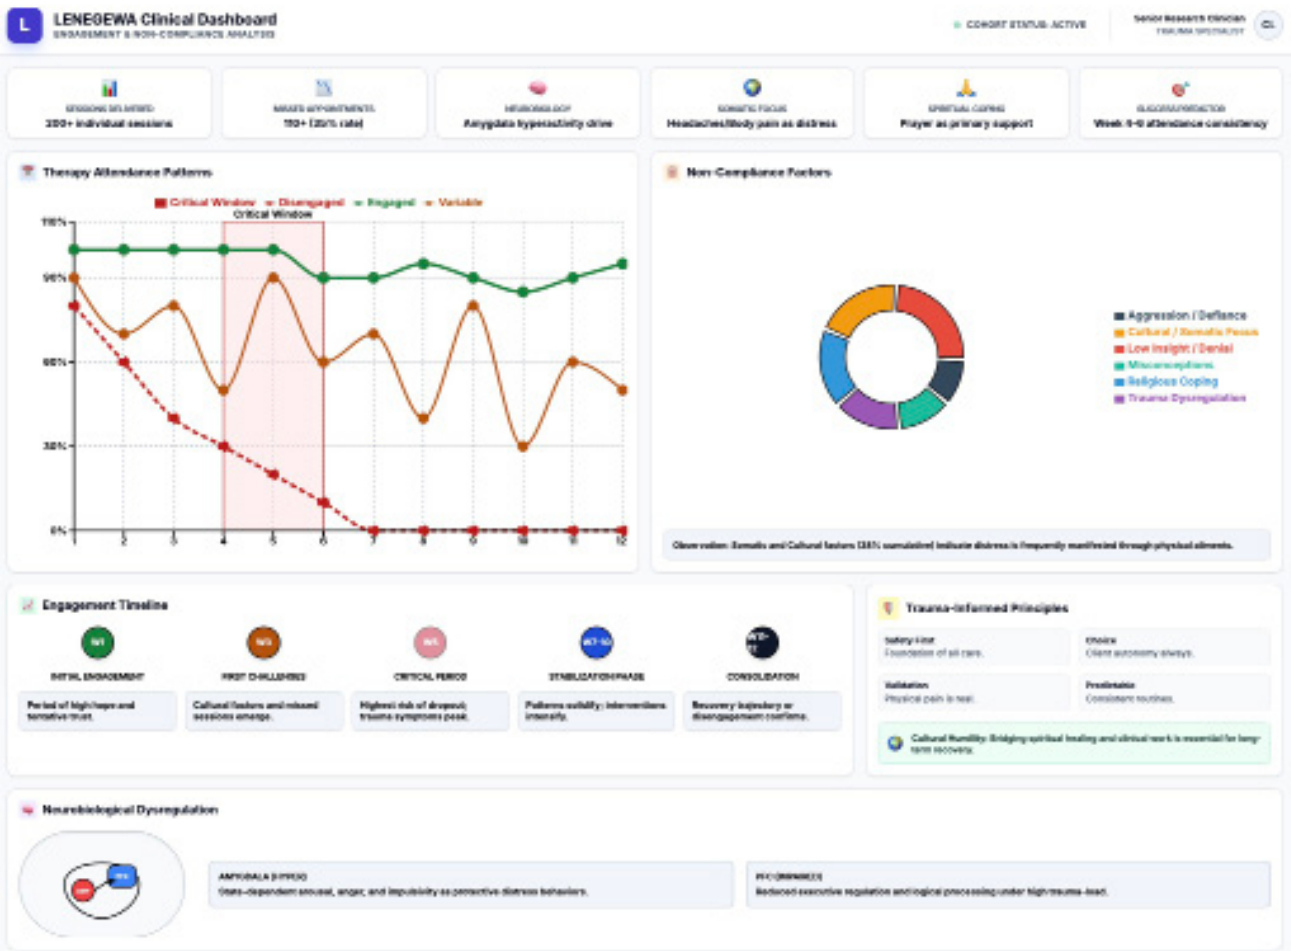 L
LENEGEWA Clinical Dashboard
ENGAGEMENT & NON-COMPLIANCE ANALYSIS
COHORT STATUS: ACTIVE
Senior Research Clinician
TRAUMA SPECIALIST
CL
SESSIONS DELIVERED
200+ individual sessions
MISSED APPOINTMENTS
110+ (35% rate)
NEUROBIOLOGY
Amygdala hyperactivity drive
SOMATIC FOCUS
Headaches/Body pain as distress
SPIRITUAL COPING
Prayer as primary support
SUCCESS PREDICTOR
Week 4-6 attendance consistency
Therapy Attendance Patterns
Critical Window Disengaged Engaged Variable
Critical Window
110%
90%
60%
30%
0%
1 2 3 4 5 6 7 8 9 10 11 12
Non-Compliance Factors
Aggression / Defiance
Cultural / Somatic Focus
Low Insight / Denial
Misconceptions
Religious Coping
Trauma Dysregulation
Observation: Somatic and Cultural factors cumulative) indicate distress is frequently manifested through physical ailments.
Engagement Timeline
W1
W3
W5
W7-10
INITIAL ENGAGEMENT
FIRST CHALLENGES
CRITICAL PERIOD
STABILIZATION PHASE
CONSOLIDATION
Period of high hope and
tentative trust.
Cultural factors and missed
sessions emerge.
Highest risk of dropout;
trauma symptoms peak.
Patterns solidify; interventions
intensify.
Recovery trajectory or
disengagement confirms.
Trauma-Informed Principles
Safety First
Foundation of all care.
Choice
Client autonomy always.
Validation
Physical pain is real.
Predictable
Consistent routines.
Cultural Humility: Bridging spiritual healing and clinical work is essential for long-
term recovery.
Neurobiological Dysregulation
AMYGDALA (HYPER)
State-dependent arousal, anger, and impulsivity as protective distress behaviors.
PFC (IMPAIRED)
Reduced executive regulation and logical processing under high trauma-load.